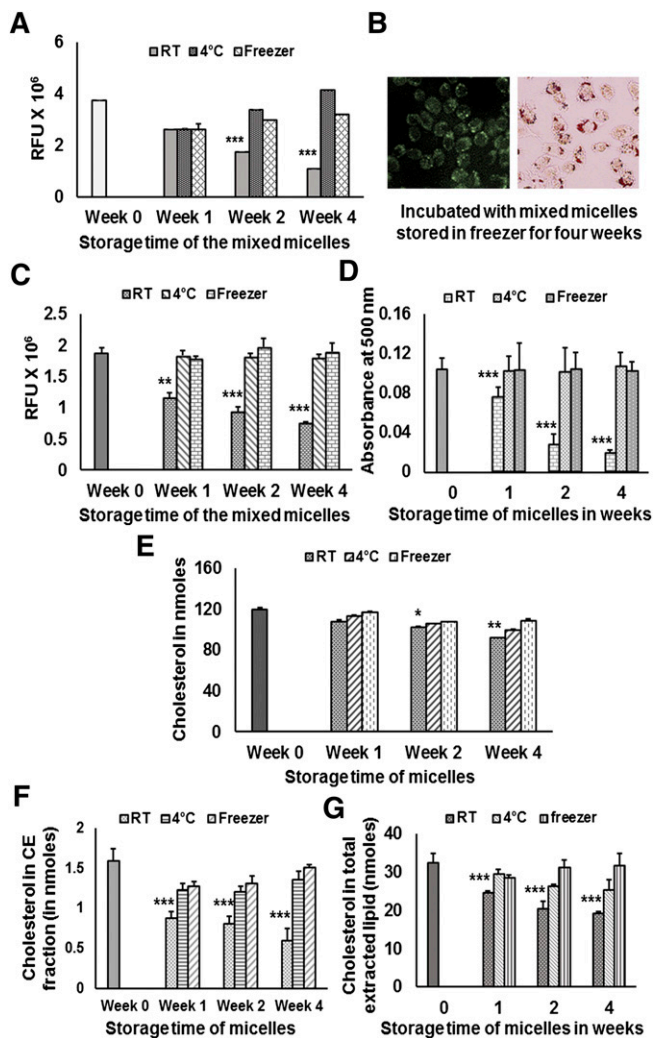 A
RT 4°C Freezer
RFU X 10⁶
6
4
2
0
***
***
Week 0 Week 1 Week 2 Week 4
Storage time of the mixed micelles
B
Incubated with mixed micelles
stored in freezer for four weeks
C
RT 4°C Freezer
RFU X 10⁶
2.5
2
1.5
1
0.5
0
**
***
***
Week 0 Week 1 Week 2 Week 4
Storage time of the mixed micelles
D
RT 4°C Freezer
Absorbance at 500 nm
0.16
0.12
0.08
0.04
0
***
***
***
0 1 2 4
Storage time of micelles in weeks
E
RT 4°C Freezer
Cholesterol in nmoles
160
120
80
40
0
*
**
Week 0 Week 1 Week 2 Week 4
Storage time of micelles
F
RT 4°C Freezer
Cholesterol in CE
fraction (in nmoles)
2
1.5
1
0.5
0
***
***
***
Week 0 Week 1 Week 2 Week 4
Storage time of micelles
G
RT 4°C freezer
Cholesterol in total
extracted lipid (nmoles)
40
30
20
10
0
***
***
***
0 1 2 4
Storage time of micelles in weeks